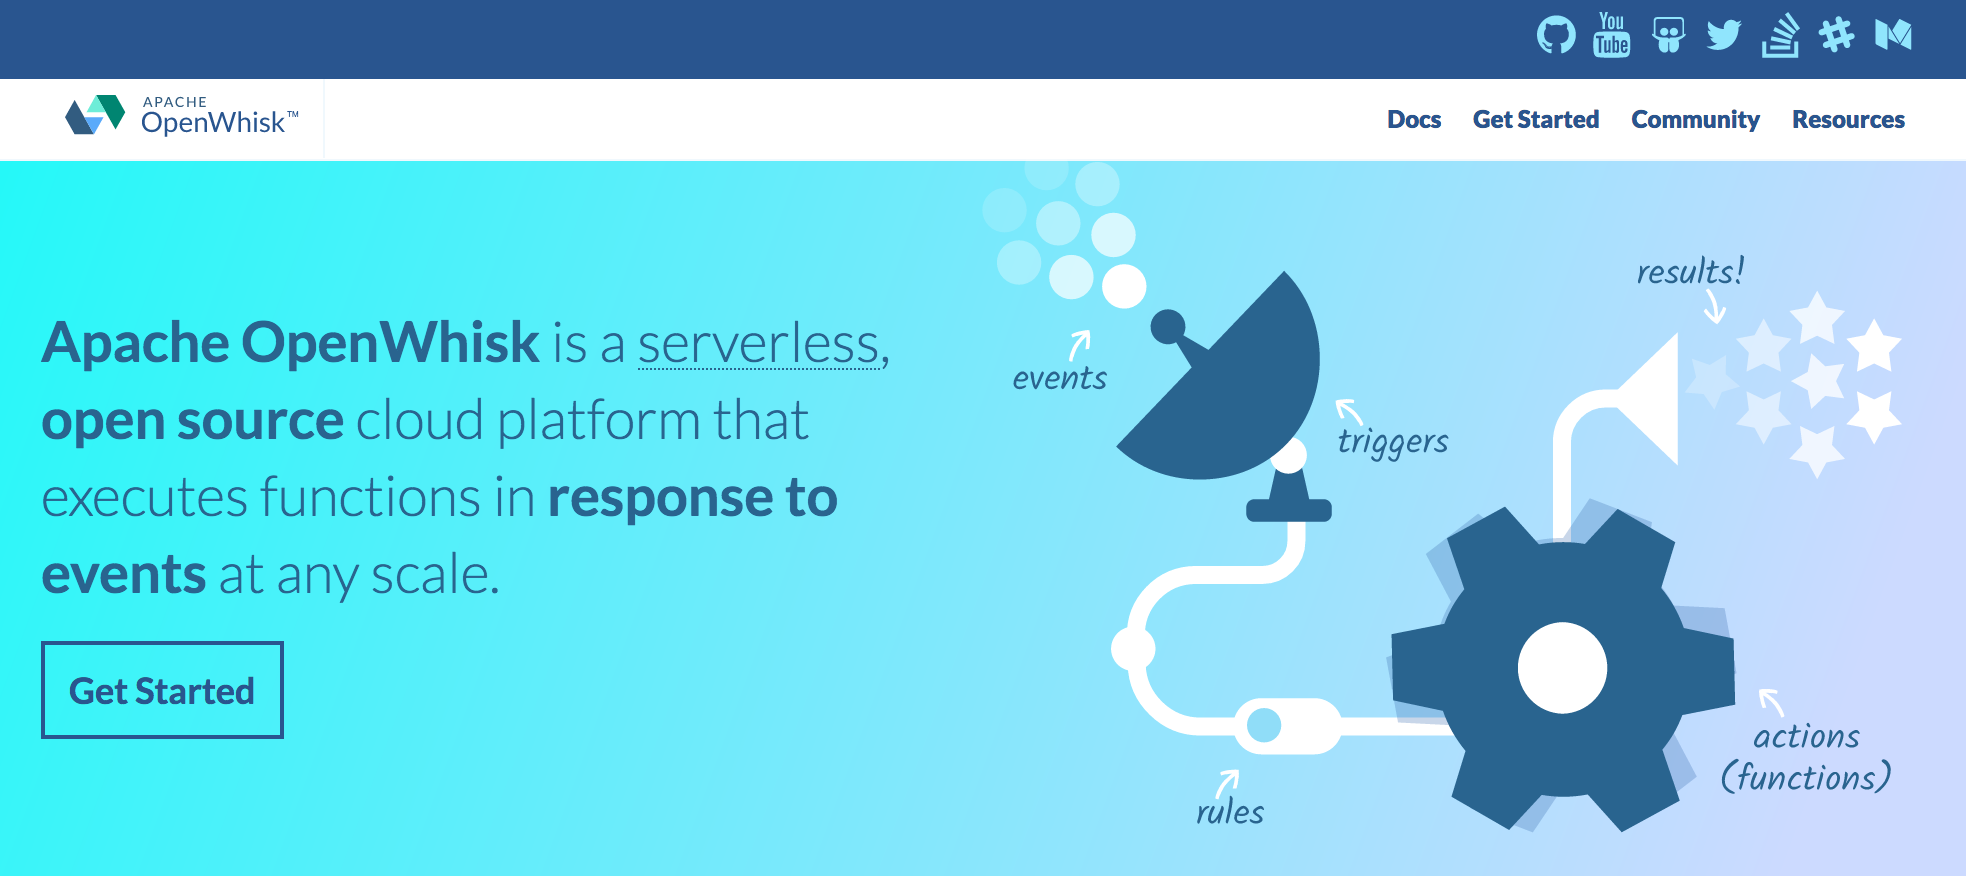 You
Tube
APACHE
OpenWhisk™
Docs Get Started Community Resources
Apache OpenWhisk is a serverless,
open source cloud platform that
executes functions in response to
events at any scale.
Get Started
events
triggers
results!
rules
actions
(functions)